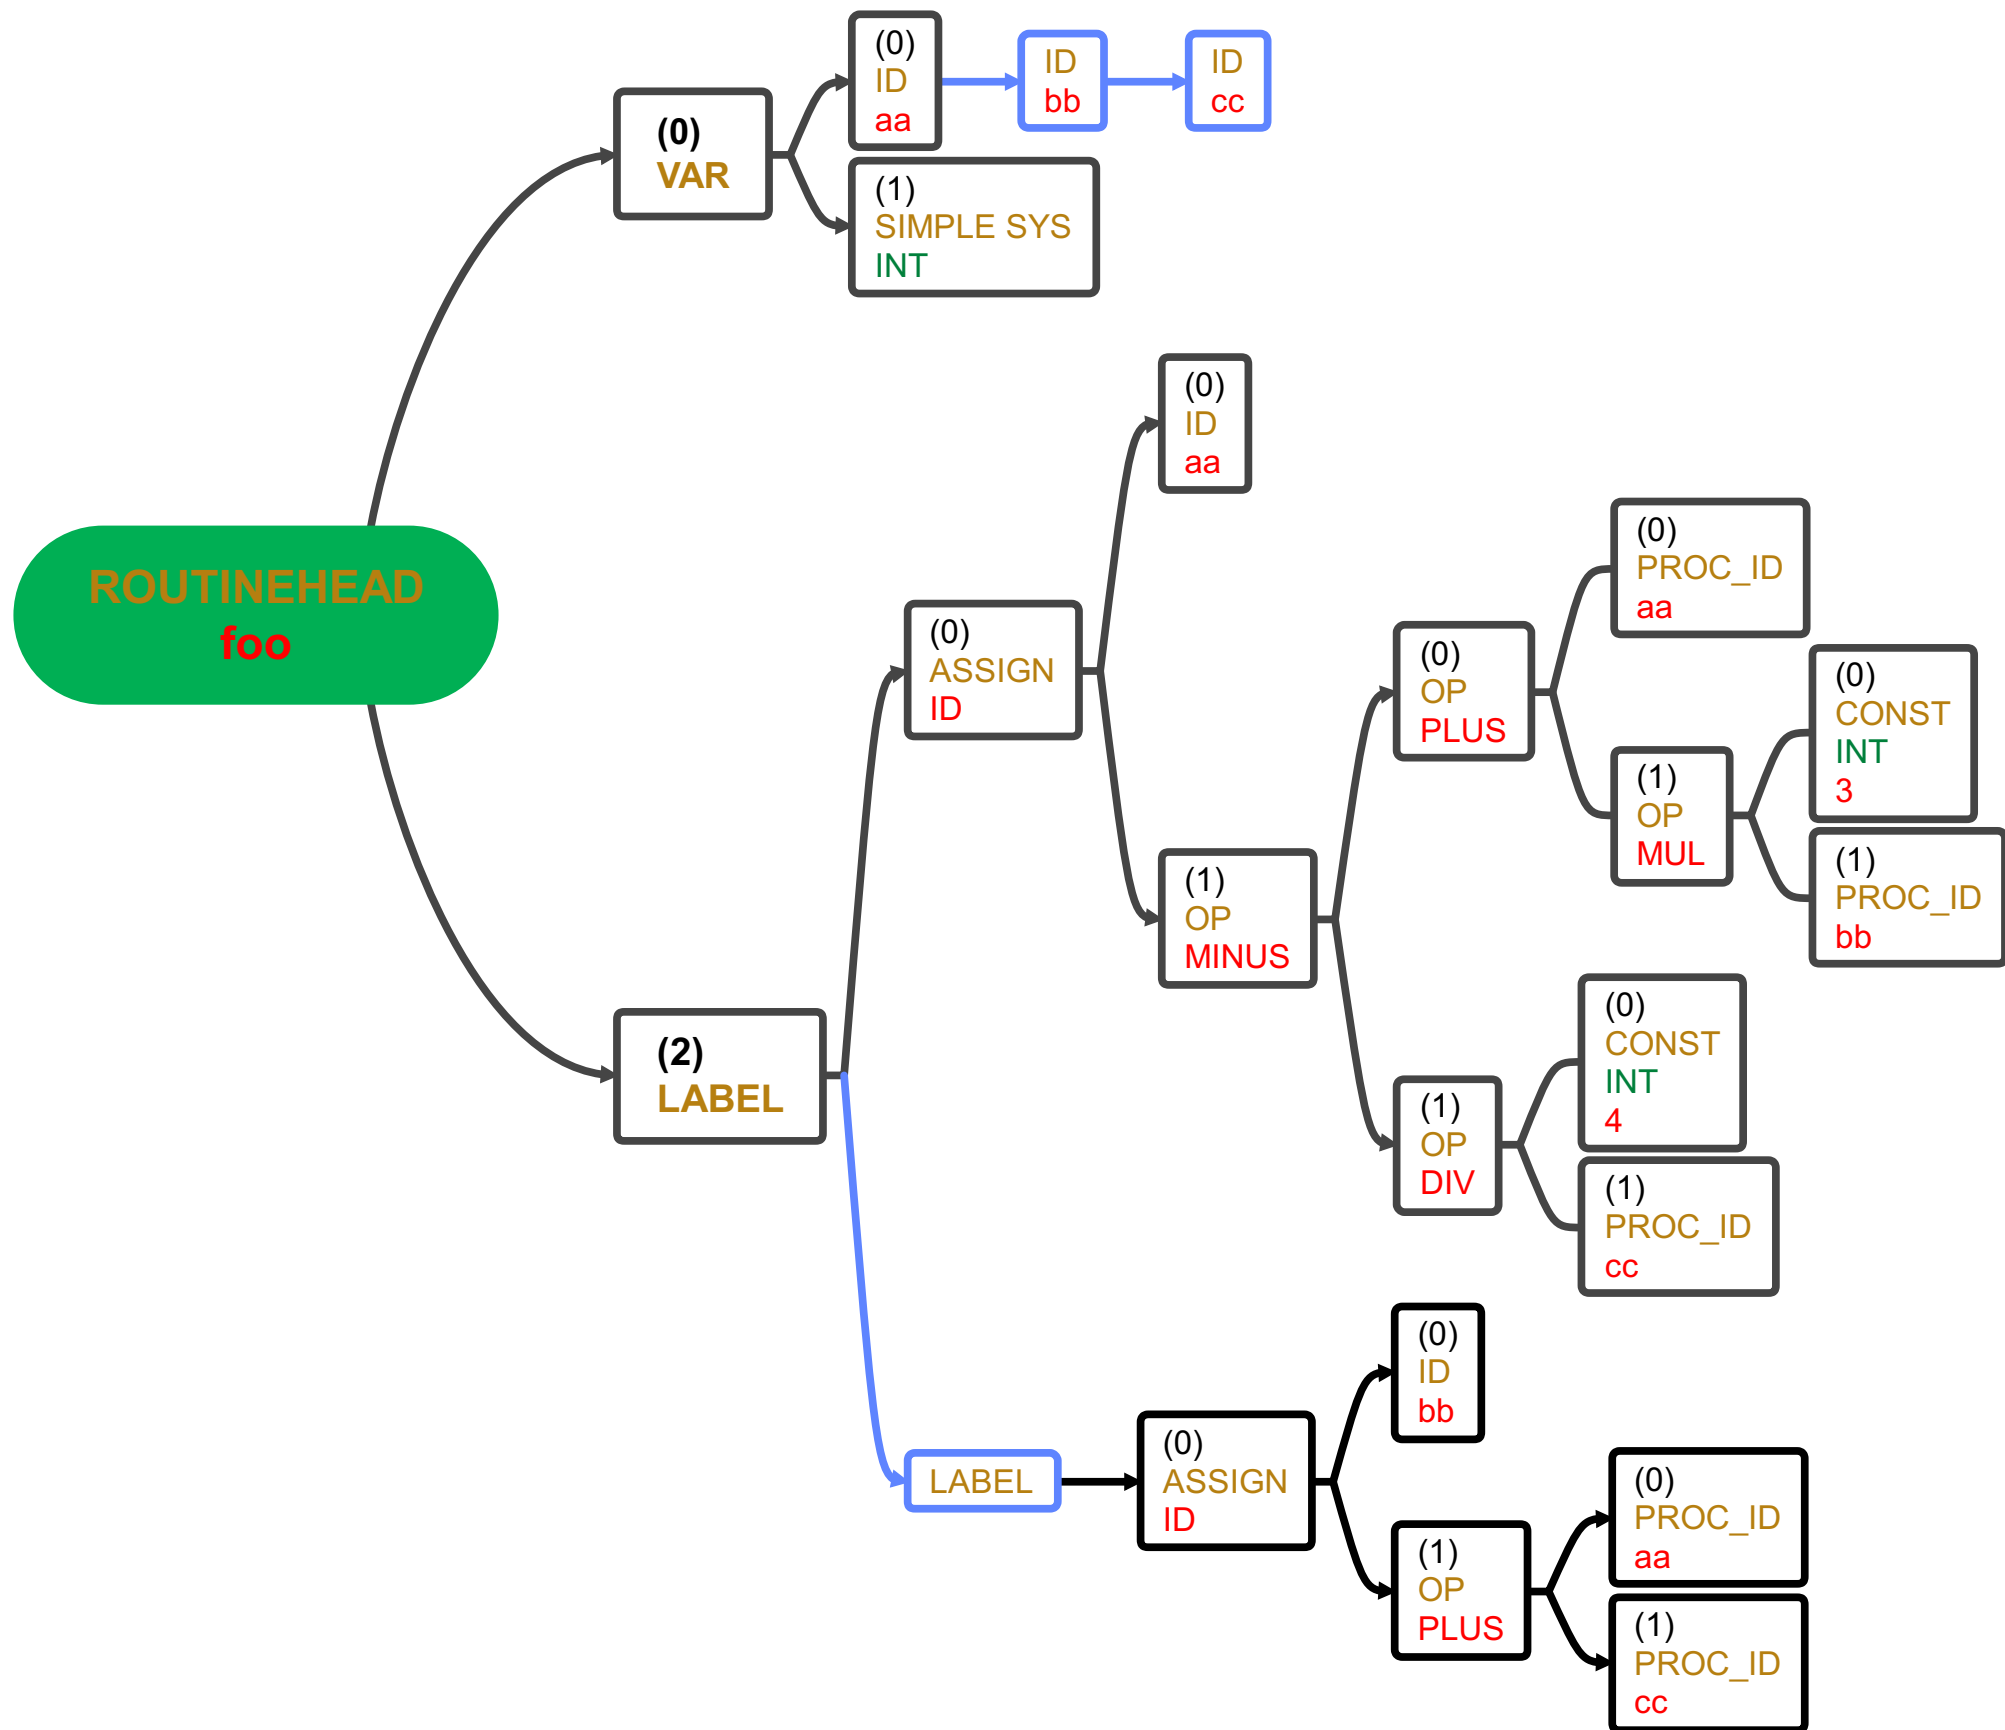 (0)
ID
aa
ID
bb
ID
cc
(0)
VAR
(1)
SIMPLE SYS
INT
ROUTINEHEAD
foo
(0)
ID
aa
(0)
ASSIGN
ID
(0)
PROC_ID
aa
(0)
OP
PLUS
(0)
CONST
INT
3
(1)
OP
MUL
(1)
PROC_ID
bb
(1)
OP
MINUS
(2)
LABEL
(0)
CONST
INT
4
(1)
OP
DIV
(1)
PROC_ID
cc
LABEL
(0)
ASSIGN
ID
(0)
ID
bb
(1)
OP
PLUS
(0)
PROC_ID
aa
(1)
PROC_ID
cc